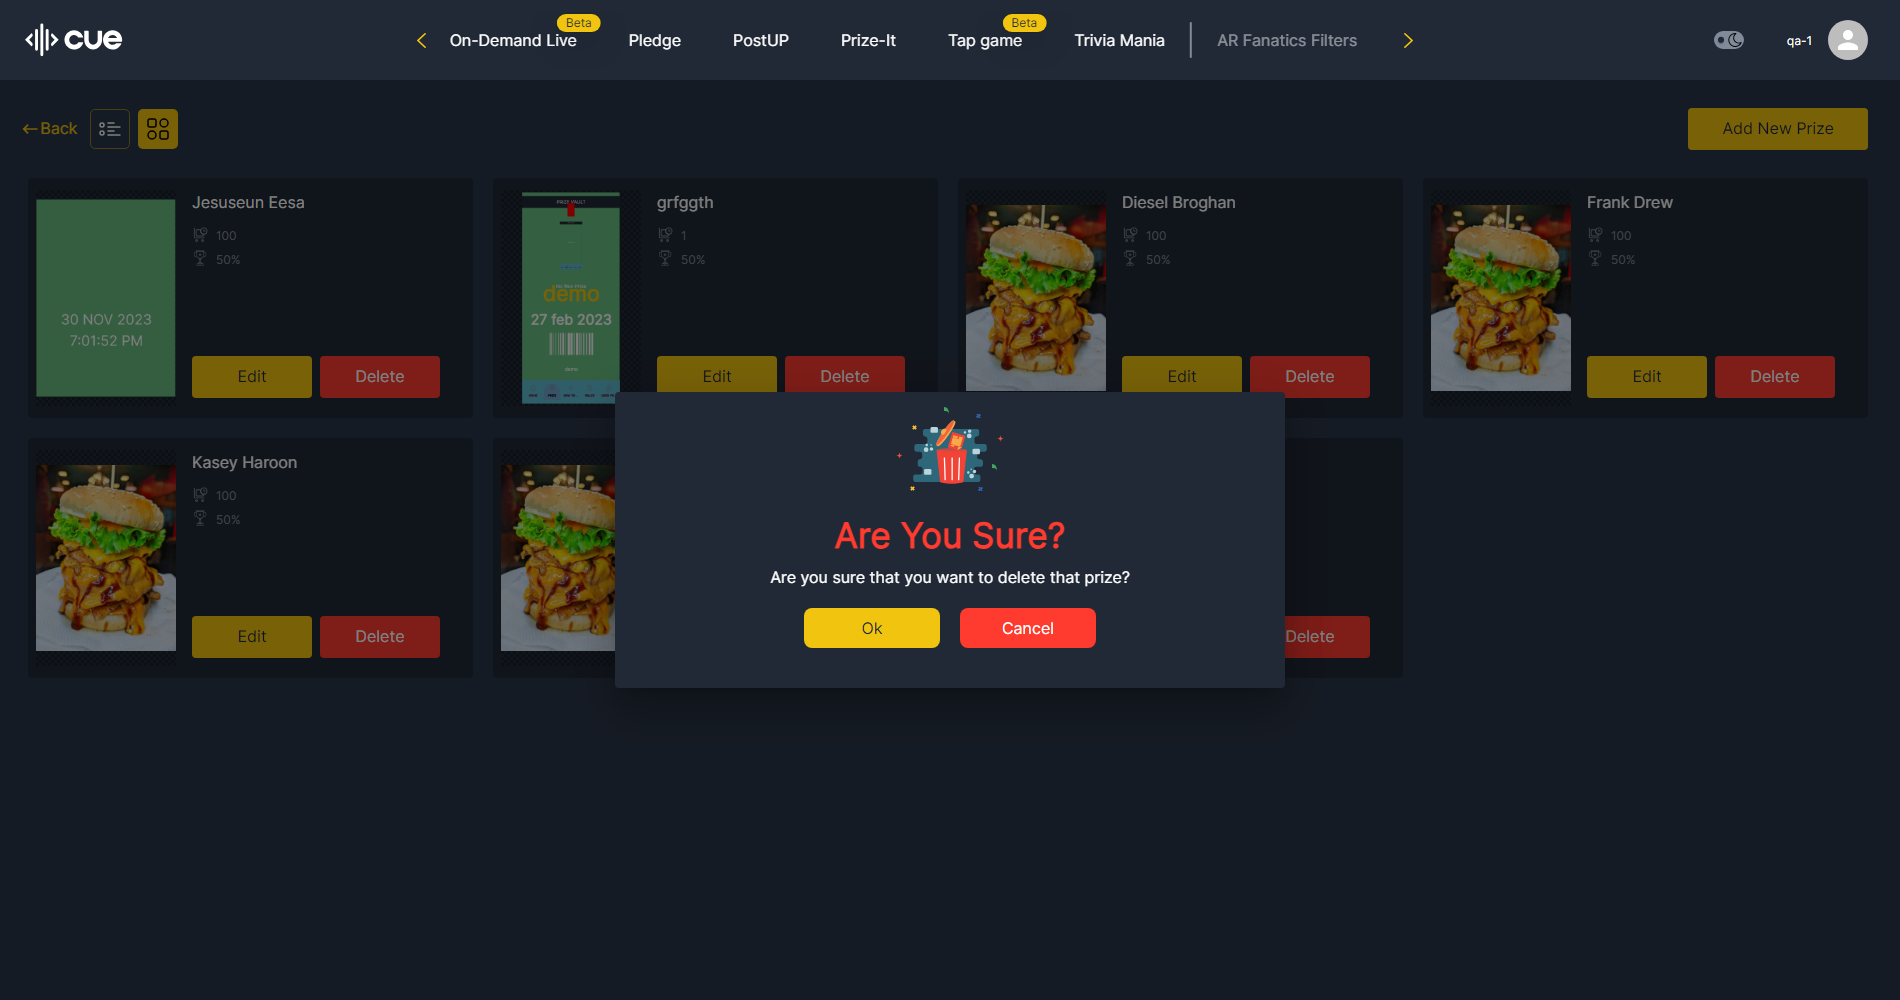 cue
On-Demand Live
Beta
Pledge
PostUP
Prize-It
Tap game
Beta
Trivia Mania
AR Fanatics Filters
qa-1
Back
Add New Prize
30 NOV 2023
7:01:52 PM
Jesuseun Eesa
100
50%
Edit
Delete
PRIZE VAULT
demo
27 feb 2023
demo
grfggth
1
50%
Edit
Delete
Diesel Broghan
100
50%
Edit
Delete
Frank Drew
100
50%
Edit
Delete
Kasey Haroon
100
50%
Edit
Delete
Delete
Are You Sure?
Are you sure that you want to delete that prize?
Ok
Cancel